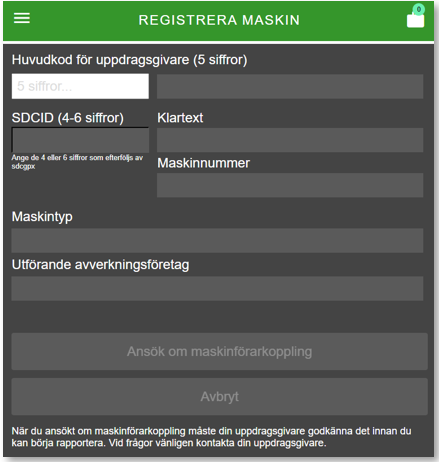 0
REGISTRERA MASKIN
Huvudkod för uppdragsgivare (5 siffror)
5 siffror...
SDCID (4-6 siffror)
Klartext
Ange de 4 eller 6 siffror som efterföljs av
sdcgpx
Maskinnummer
Maskintyp
Utförande avverkningsföretag
Ansök om maskinförarkoppling
Avbryt
När du ansökt om maskinförarkoppling måste din uppdragsgivare godkänna det innan du
kan börja rapportera. Vid frågor vänligen kontakta din uppdragsgivare.